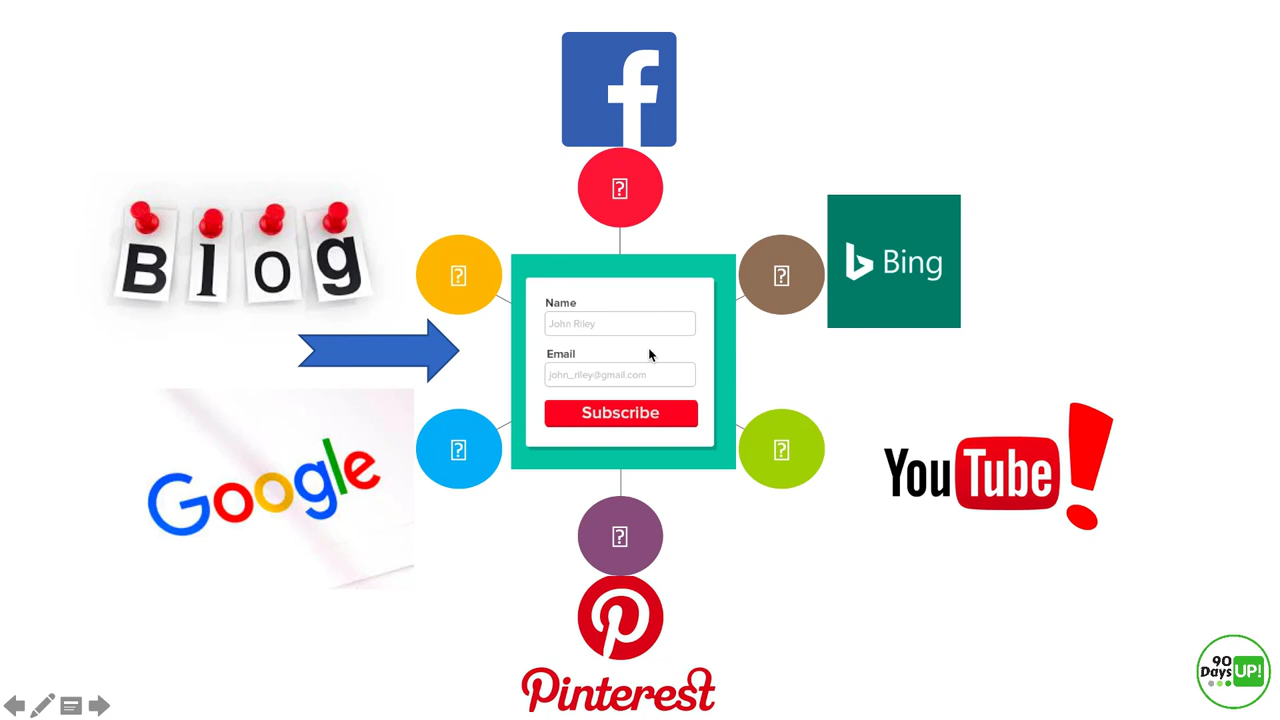 Blog
Bing
Name
John Riley
Email
john_riley@gmail.com
Subscribe
Google
YouTube!
Pinterest
90
Days UP!